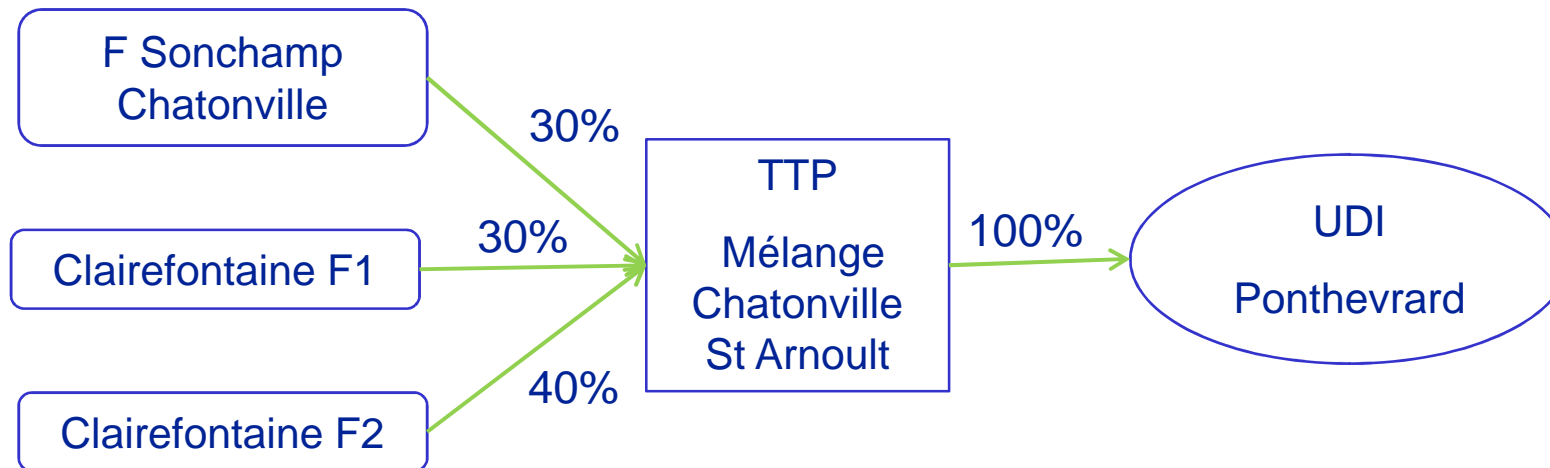 F Sonchamp
Chatonville
30%
Clairefontaine F1
30%
Clairefontaine F2
40%
TTP
Mélange
Chatonville
St Arnoult
100%
UDI
Ponthevrard